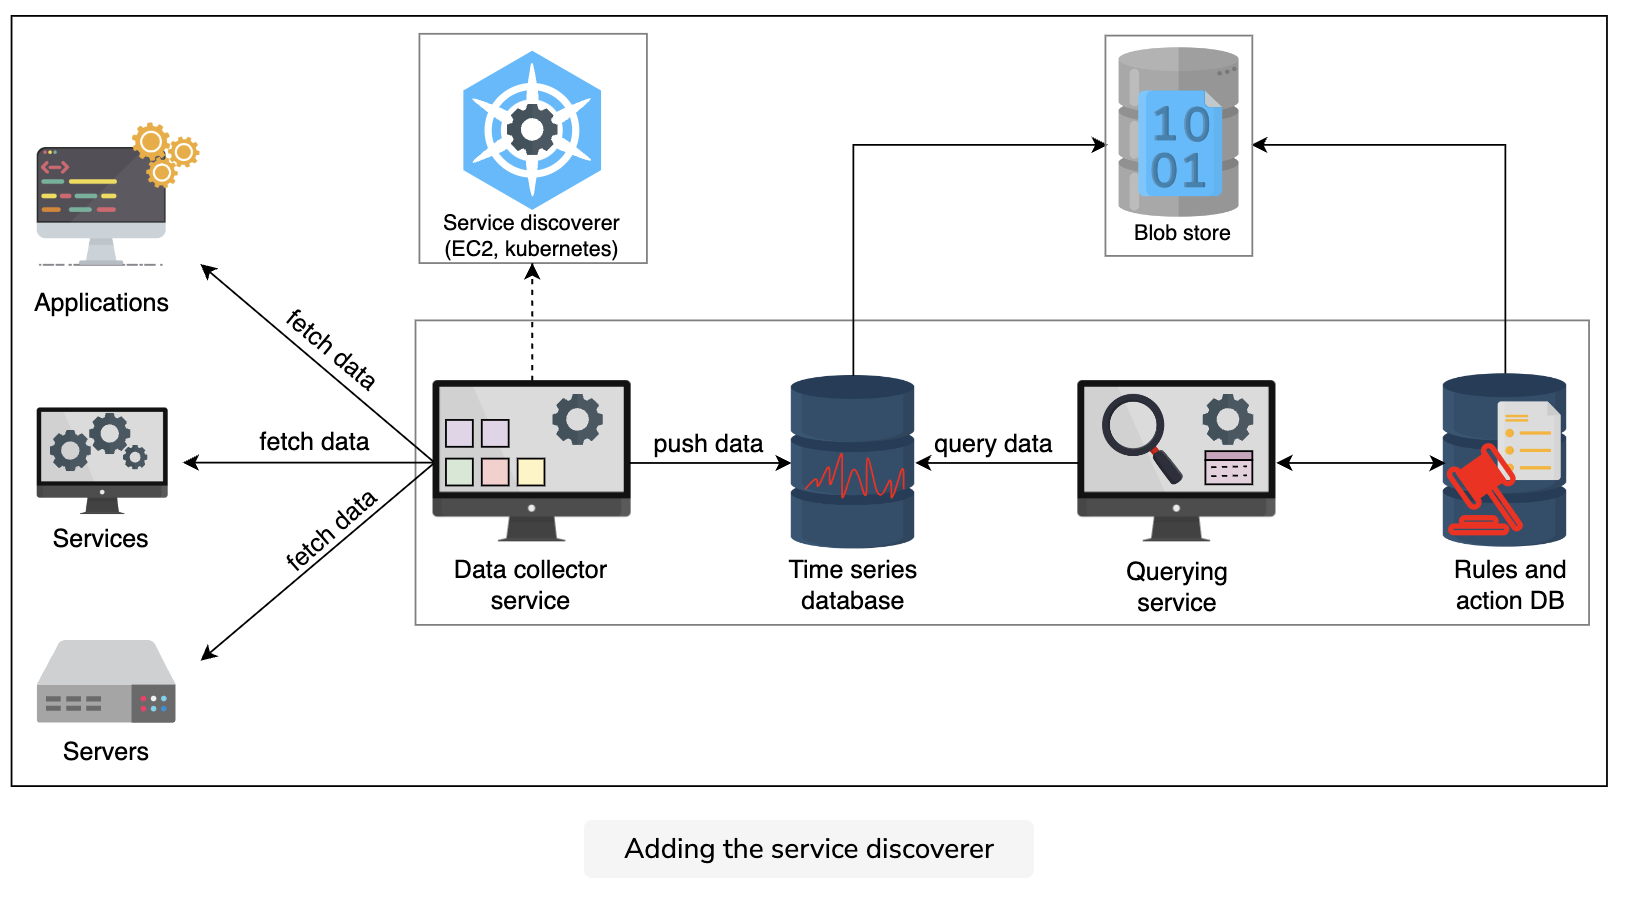 Service discoverer
(EC2, kubernetes)
10
01
Blob store
Applications
fetch data
fetch data
fetch data
push data
query data
Services
Data collector
service
Time series
database
Querying
service
Rules and
action DB
Servers
Adding the service discoverer